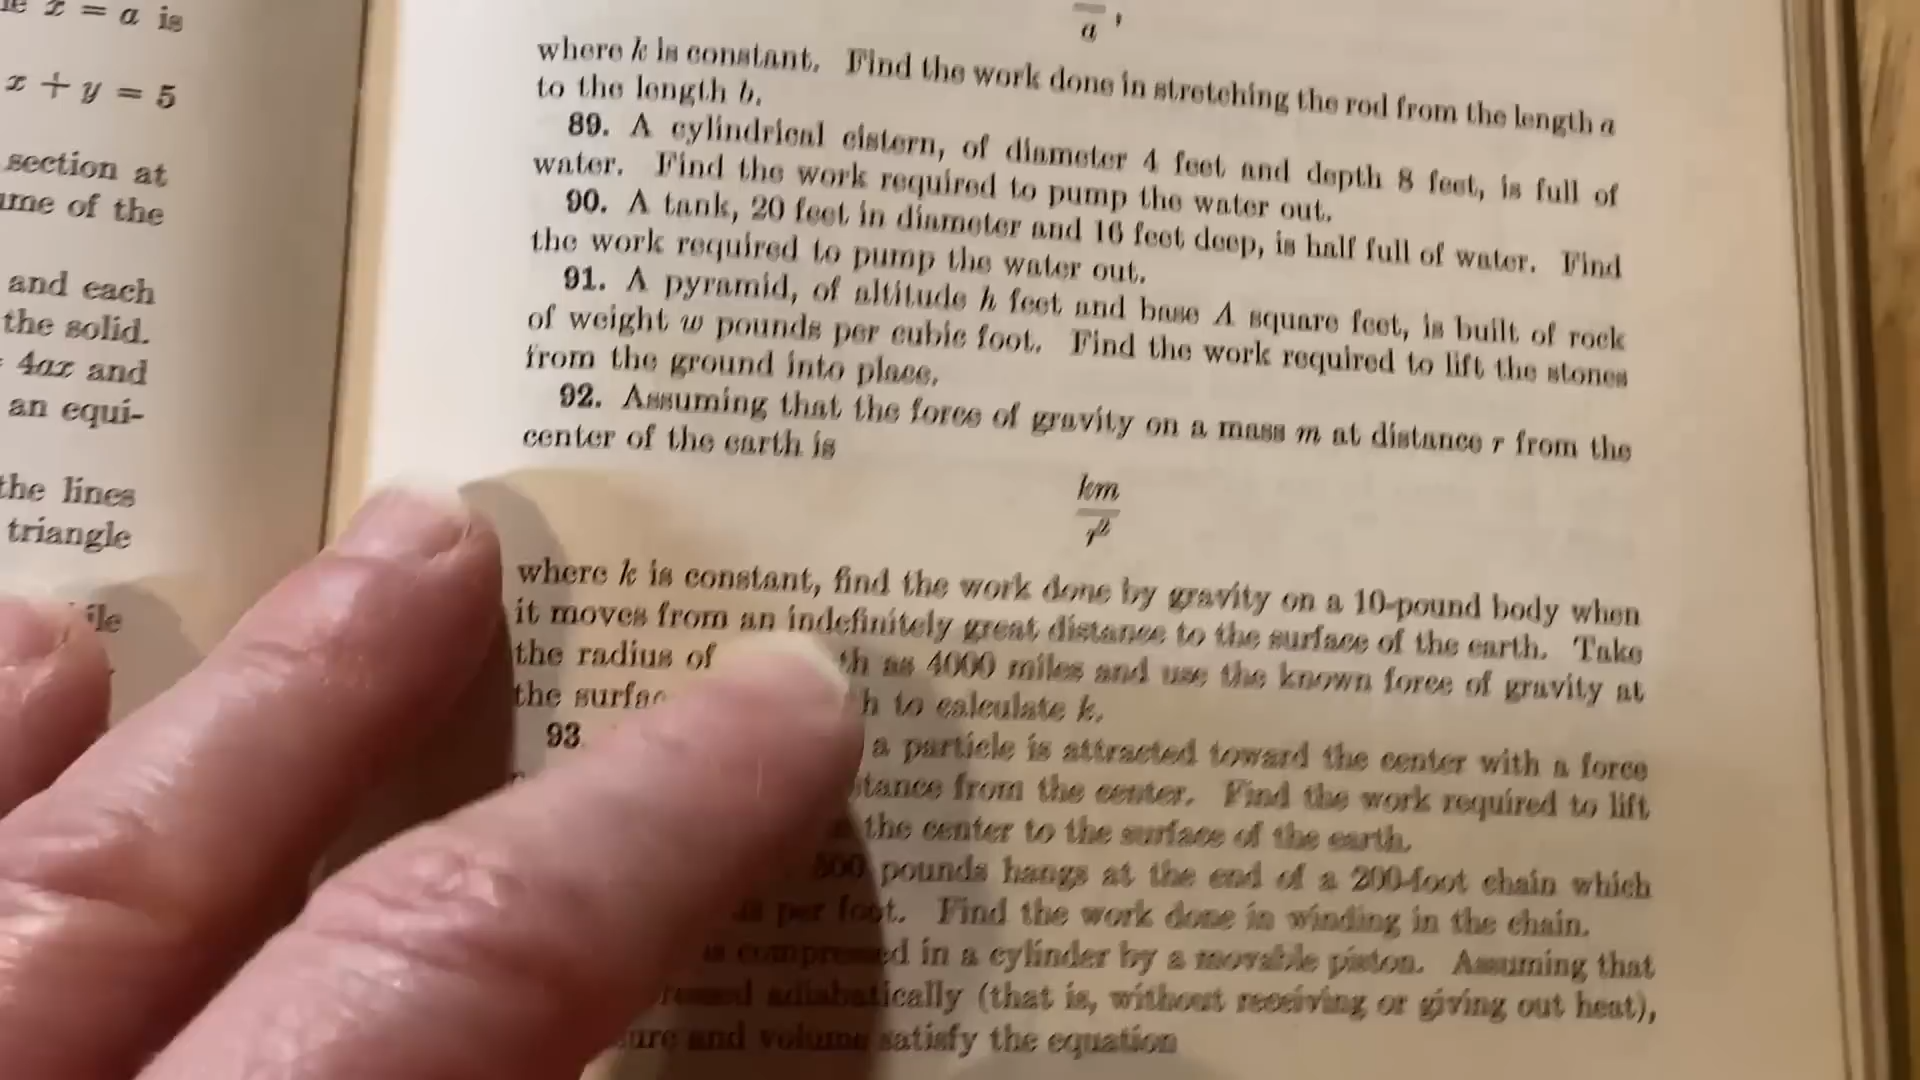 x = a is
x + y = 5
section at
ume of the
and each
the solid.
4ax and
an equi-
the lines
triangle
a ,
where k is constant. Find the work done in stretching the rod from the length a
to the length b.
89. A cylindrical cistern, of diameter 4 feet and depth 8 feet, is full of
water. Find the work required to pump the water out.
90. A tank, 20 feet in diameter and 16 feet deep, is half full of water. Find
the work required to pump the water out.
91. A pyramid, of altitude h feet and base A square feet, is built of rock
of weight w pounds per cubic foot. Find the work required to lift the stones
from the ground into place.
92. Assuming that the force of gravity on a mass m at distance r from the
center of the earth is
km
r²
where k is constant, find the work done by gravity on a 10-pound body when
it moves from an indefinitely great distance to the surface of the earth. Take
the radius of th as 4000 miles and use the known force of gravity at
the surfac h to calculate k.
93. a particle is attracted toward the center with a force
stance from the center. Find the work required to lift
the center to the surface of the earth.
500 pounds hangs at the end of a 200-foot chain which
per foot. Find the work done in winding in the chain.
is compressed in a cylinder by a movable piston. Assuming that
ressed adiabatically (that is, without receiving or giving out heat),
ure and volume satisfy the equation